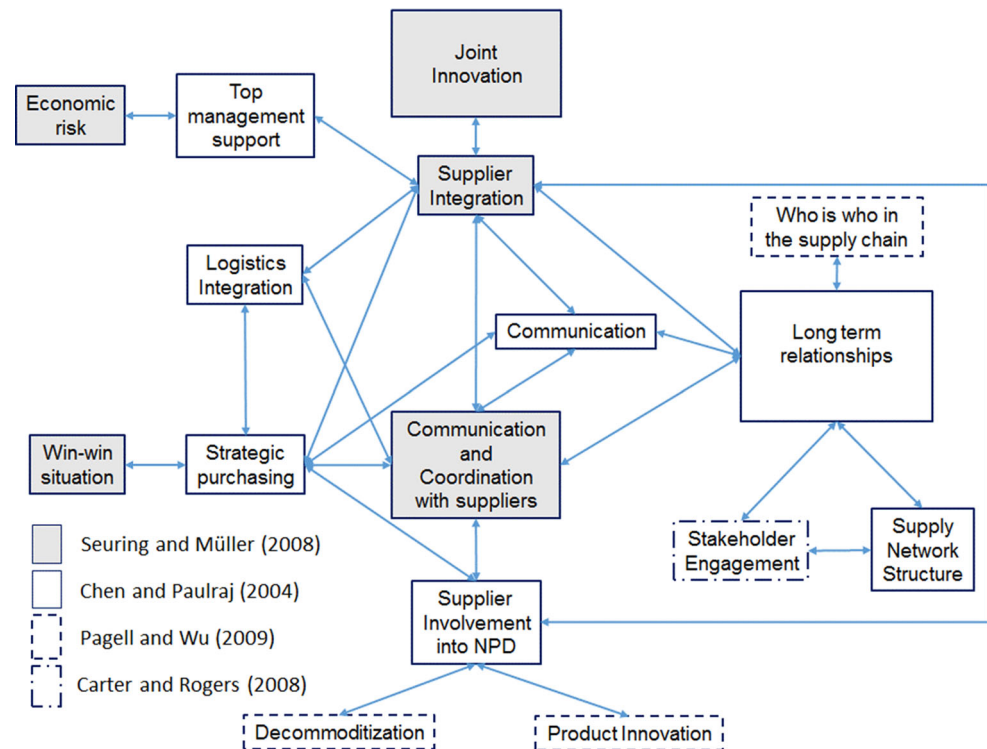 Joint
Innovation
Economic
risk
Top
management
support
Supplier
Integration
Who is who in
the supply chain
Logistics
Integration
Communication
Long term
relationships
Communication
and
Coordination
with suppliers
Win-win
situation
Strategic
purchasing
Seuring and Müller (2008)
Stakeholder
Engagement
Supply
Network
Structure
Chen and Paulraj (2004)
Supplier
Involvement
into NPD
Pagell and Wu (2009)
Carter and Rogers (2008)
Decommoditization
Product Innovation